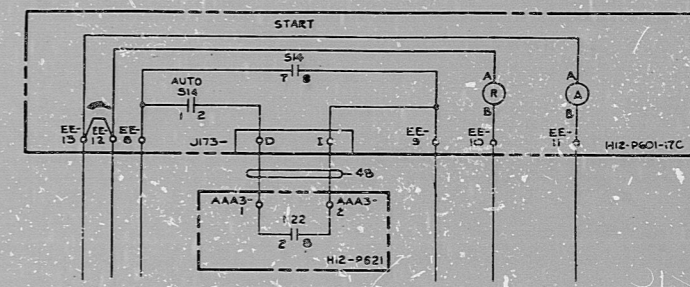 START
S14
7 8
A A
R A
B B
AUTO
S14
1 2
EE-
13
EE-
12
EE-
8
J173-
D
I
EE-
9
EE-
10
EE-
11
H12-P601-17C
48
AAA3-
1
AAA3-
2
2 8
H12-P621